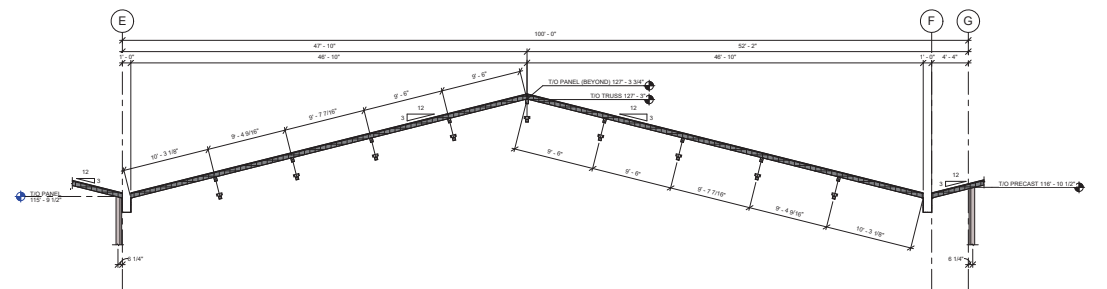 E
F
G
100' - 0"
47' - 10"
52' - 2"
1' - 0"
46' - 10"
46' - 10"
1' - 0"
4' - 4"
9' - 6"
9' - 6"
9' - 7 7/16"
9' - 4 9/16"
10' - 3 1/8"
T/O PANEL (BEYOND) 127' - 3 3/4"
T/O TRUSS 127' - 3"
12
3
12
3
9' - 6"
9' - 6"
9' - 7 7/16"
9' - 4 9/16"
10' - 3 1/8"
12
3
T/O PANEL
115' - 9 1/2"
12
3
T/O PRECAST 116' - 10 1/2"
6 1/4"
6 1/4"